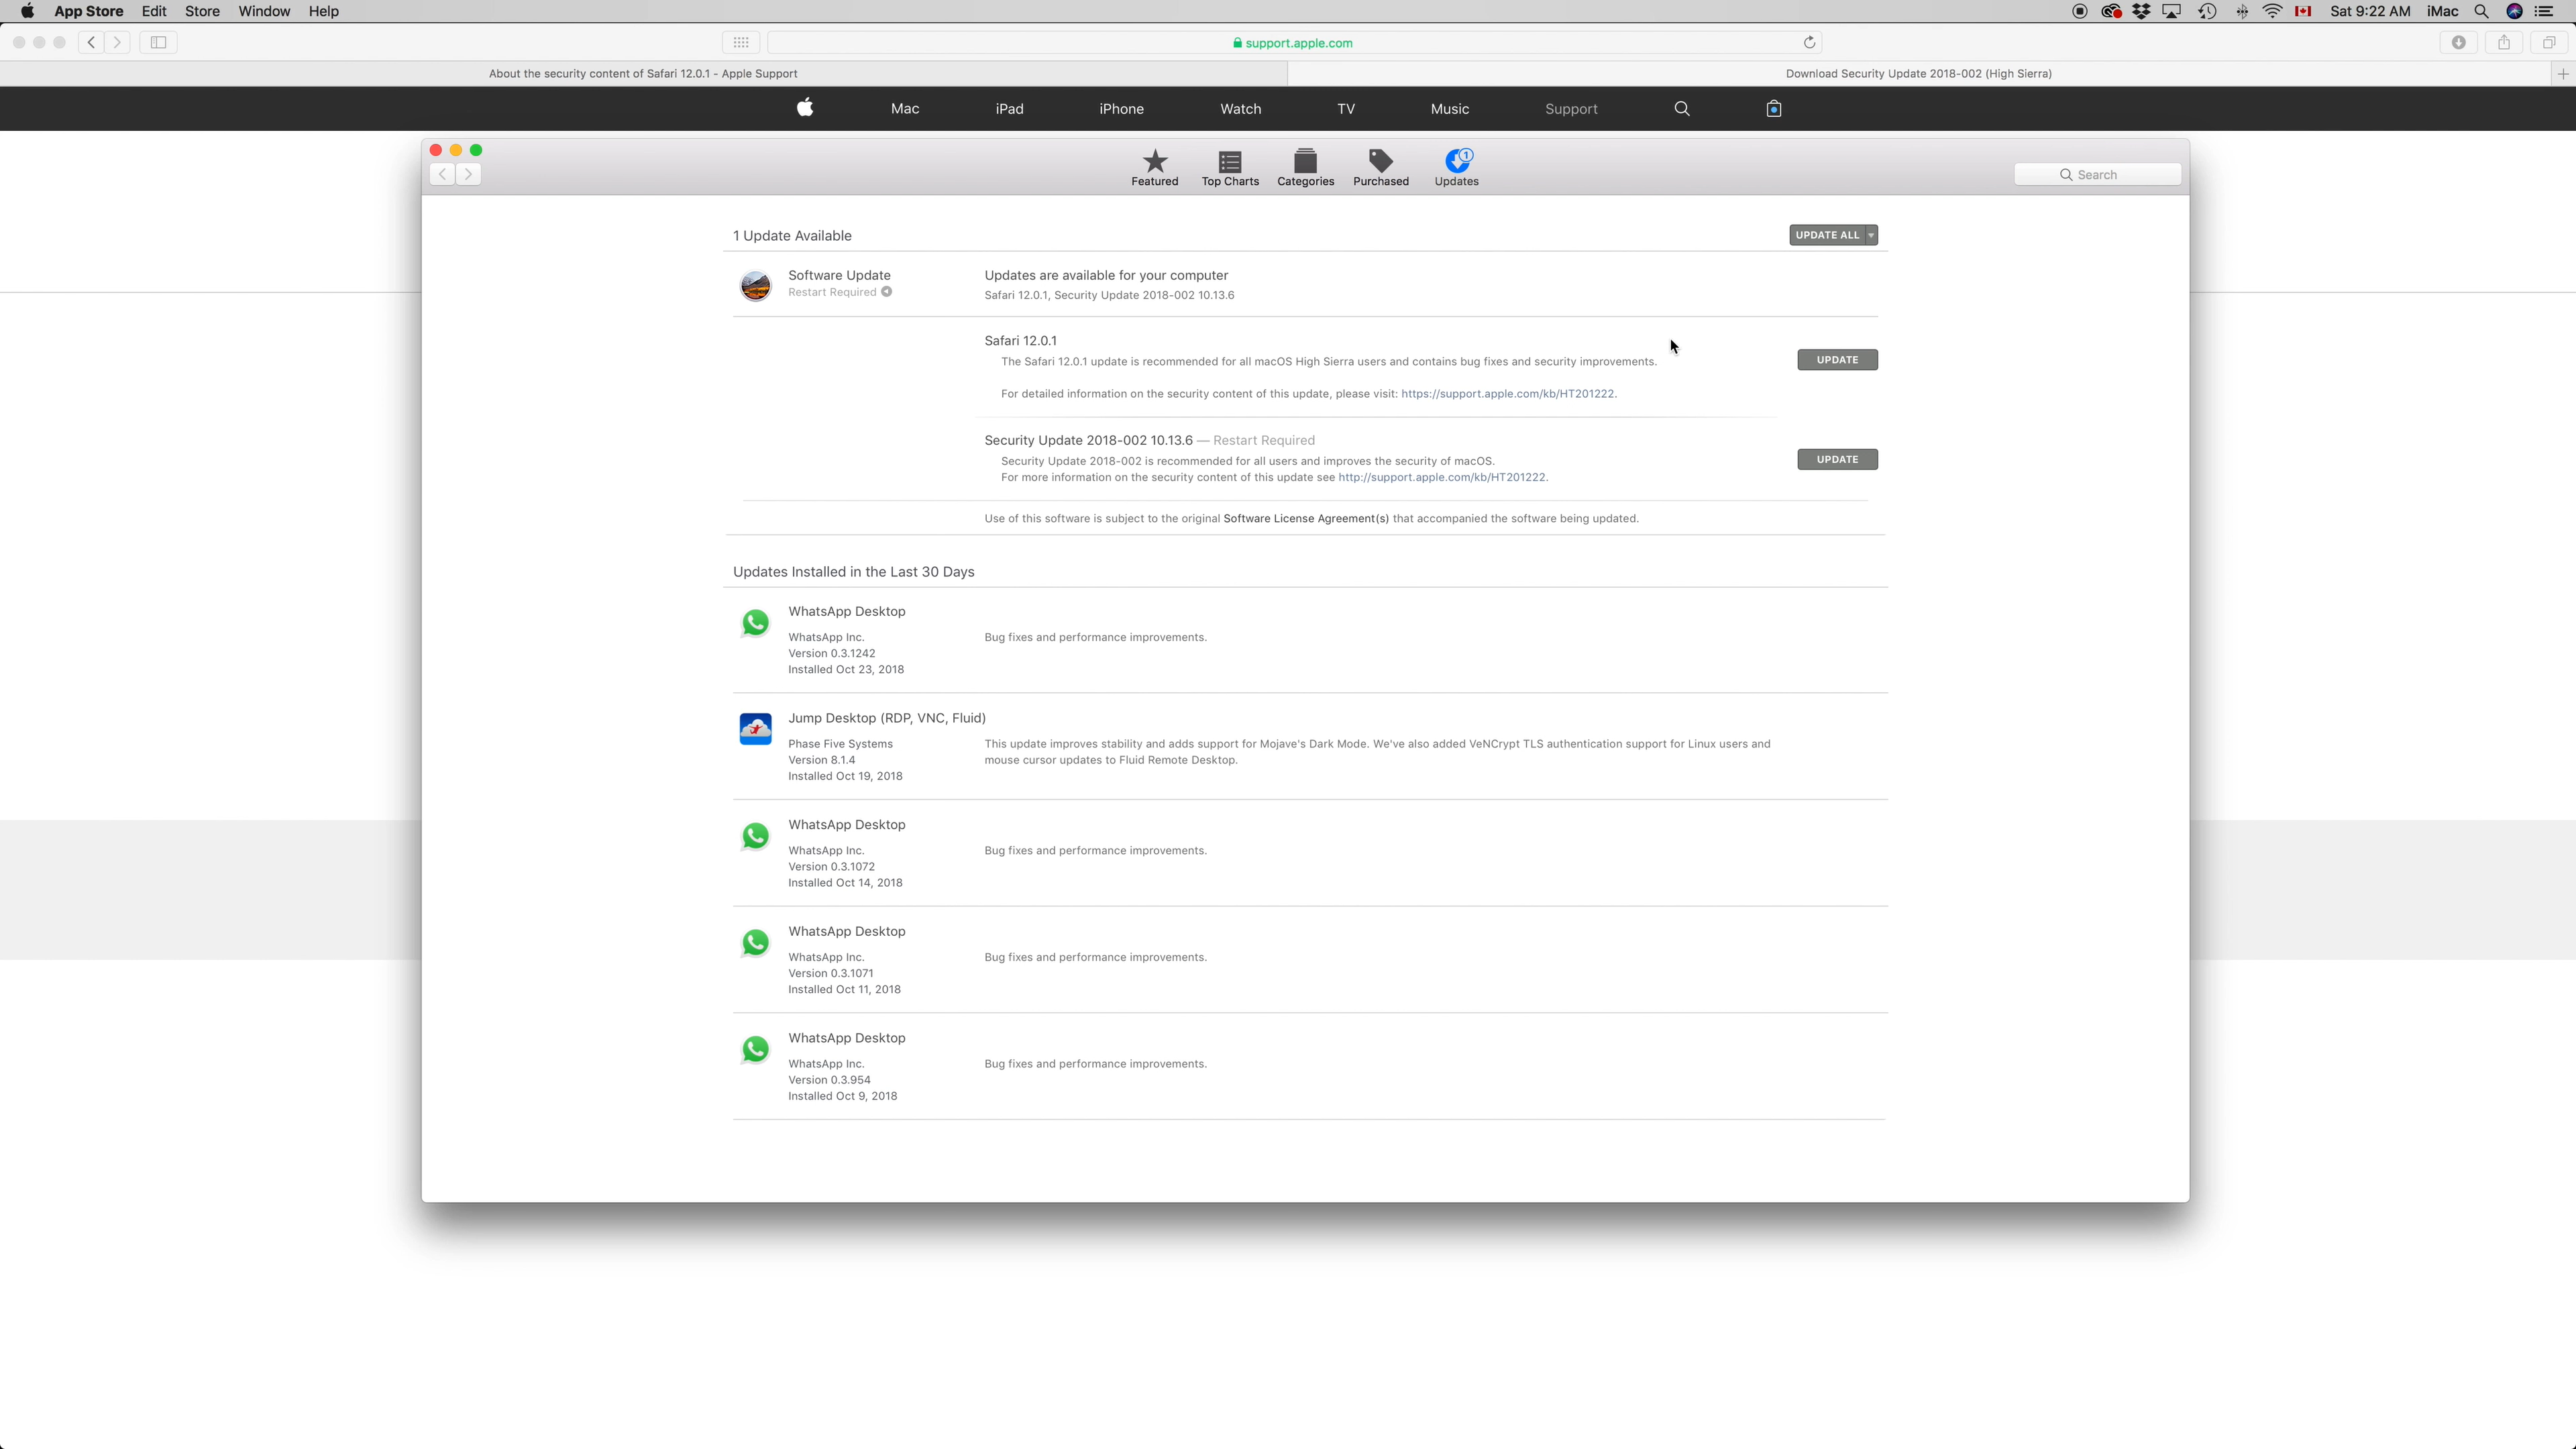 App Store Edit Store Window Help Sat 9:22 AM iMac
support.apple.com
About the security content of Safari 12.0.1 - Apple Support Download Security Update 2018-002 (High Sierra)
Mac iPad iPhone Watch TV Music Support
1
Featured Top Charts Categories Purchased Updates
Search
1 Update Available UPDATE ALL
Software Update Updates are available for your computer
Restart Required Safari 12.0.1, Security Update 2018-002 10.13.6
Safari 12.0.1
The Safari 12.0.1 update is recommended for all macOS High Sierra users and contains bug fixes and security improvements. UPDATE
For detailed information on the security content of this update, please visit: https://support.apple.com/kb/HT201222.
Security Update 2018-002 10.13.6 — Restart Required
Security Update 2018-002 is recommended for all users and improves the security of macOS. UPDATE
For more information on the security content of this update see http://support.apple.com/kb/HT201222.
Use of this software is subject to the original Software License Agreement(s) that accompanied the software being updated.
Updates Installed in the Last 30 Days
WhatsApp Desktop
WhatsApp Inc. Bug fixes and performance improvements.
Version 0.3.1242
Installed Oct 23, 2018
Jump Desktop (RDP, VNC, Fluid)
Phase Five Systems This update improves stability and adds support for Mojave's Dark Mode. We've also added VeNCrypt TLS authentication support for Linux users and
Version 8.1.4 mouse cursor updates to Fluid Remote Desktop.
Installed Oct 19, 2018
WhatsApp Desktop
WhatsApp Inc. Bug fixes and performance improvements.
Version 0.3.1072
Installed Oct 14, 2018
WhatsApp Desktop
WhatsApp Inc. Bug fixes and performance improvements.
Version 0.3.1071
Installed Oct 11, 2018
WhatsApp Desktop
WhatsApp Inc. Bug fixes and performance improvements.
Version 0.3.954
Installed Oct 9, 2018